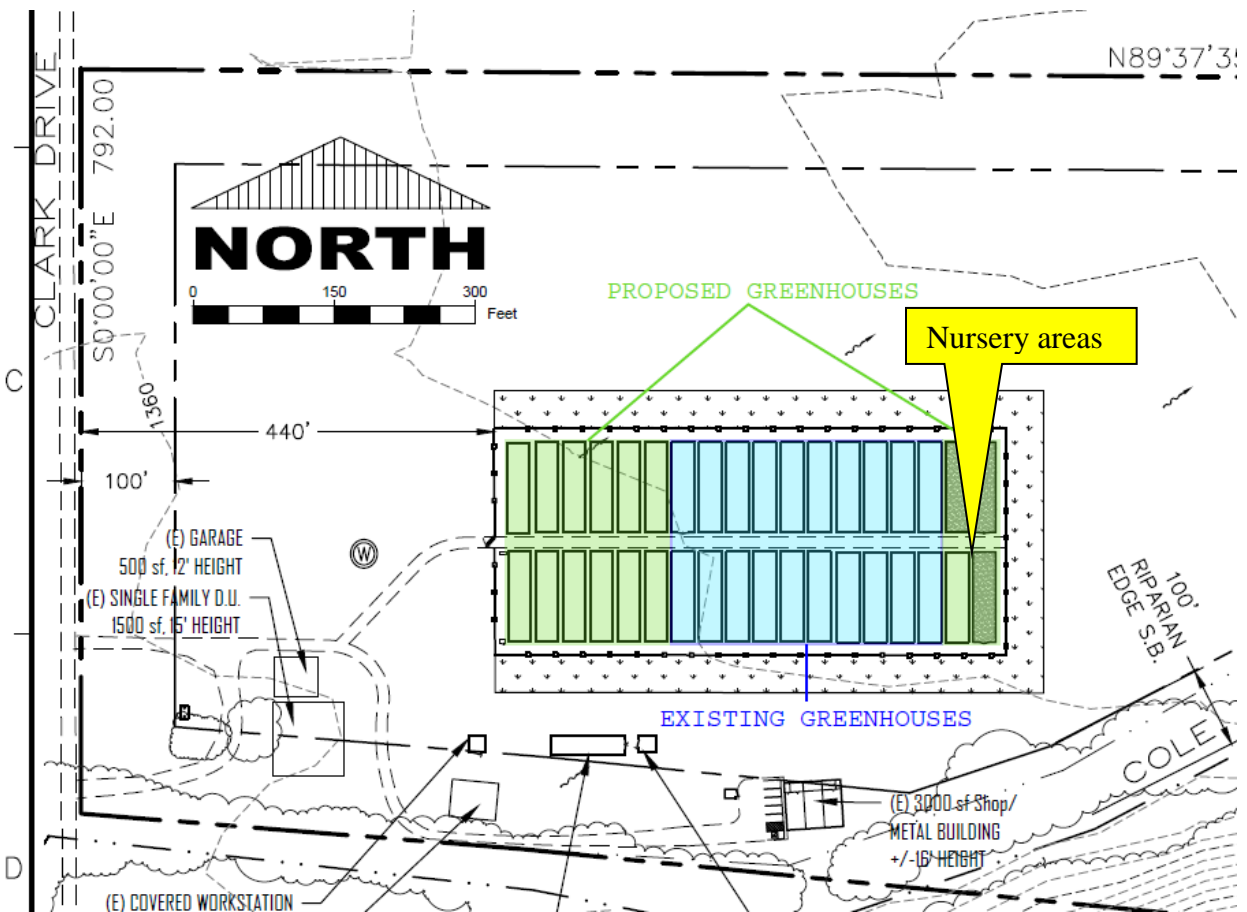 CLARK DRIVE
S0°00'00"E 792.00
N89°37'35
NORTH
0 150 300
Feet
PROPOSED GREENHOUSES
Nursery areas
C
1360
440'
100'
(E) GARAGE
500 sf, 12' HEIGHT
(E) SINGLE FAMILY D.U.
1500 sf, 15' HEIGHT
W
100'
RIPARIAN
EDGE S.B.
EXISTING GREENHOUSES
COLE
(E) 3000 sf Shop/
METAL BUILDING
+/-16' HEIGHT
D
(E) COVERED WORKSTATION